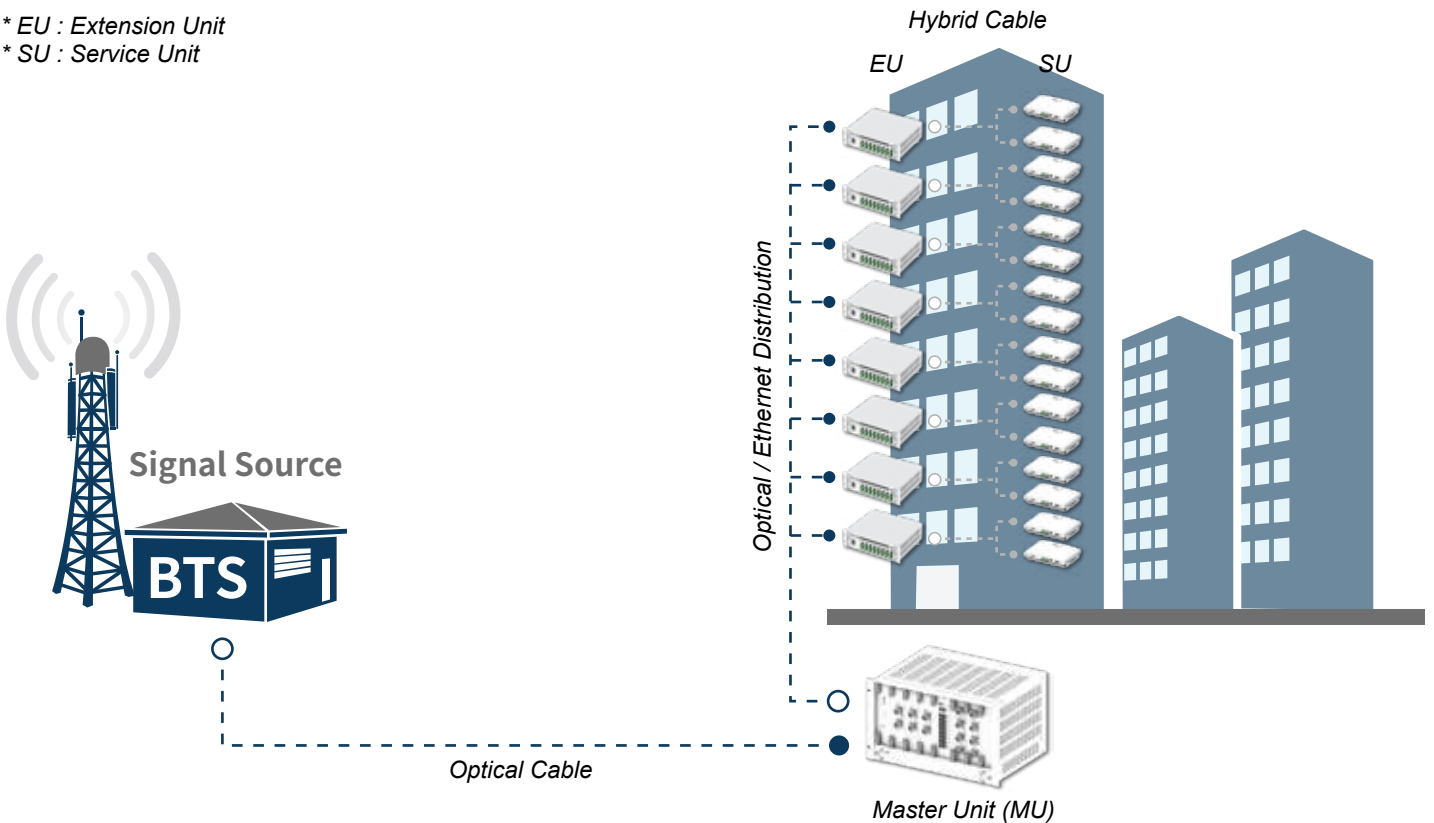 * EU : Extension Unit
* SU : Service Unit
Hybrid Cable
EU
SU
Optical / Ethernet Distribution
Signal Source
BTS
Optical Cable
Master Unit (MU)